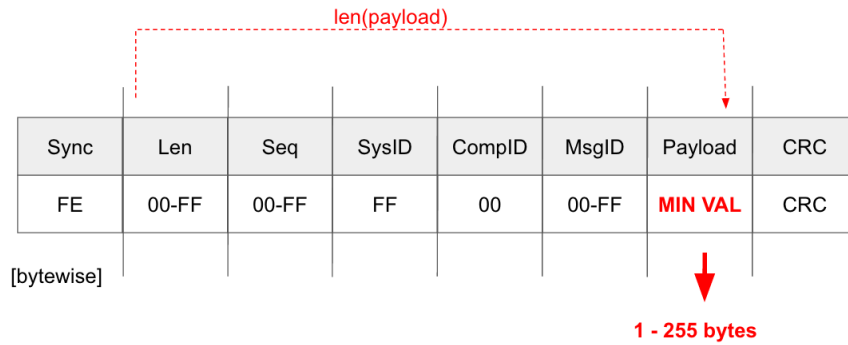 len(payload)
Sync Len Seq SysID CompID MsgID Payload CRC
FE 00-FF 00-FF FF 00 00-FF MIN VAL CRC
[bytewise]
1 - 255 bytes